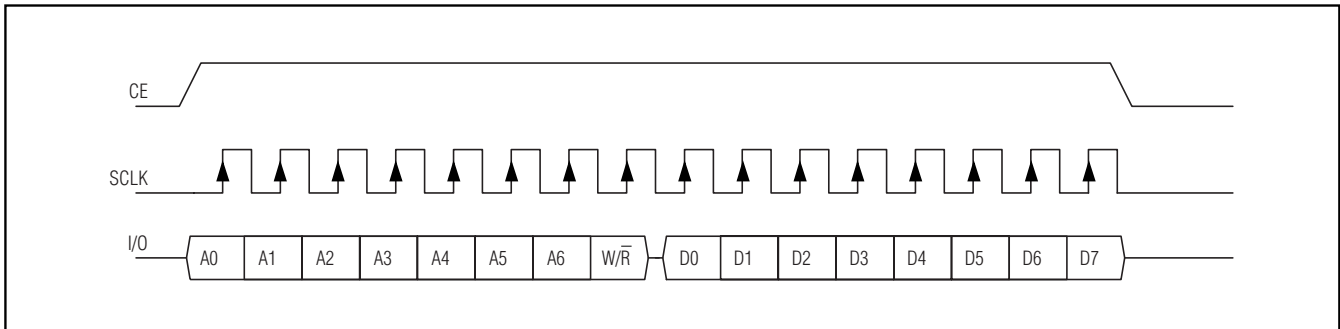 CE
SCLK
I/O
A0 A1 A2 A3 A4 A5 A6 W/R̅ D0 D1 D2 D3 D4 D5 D6 D7